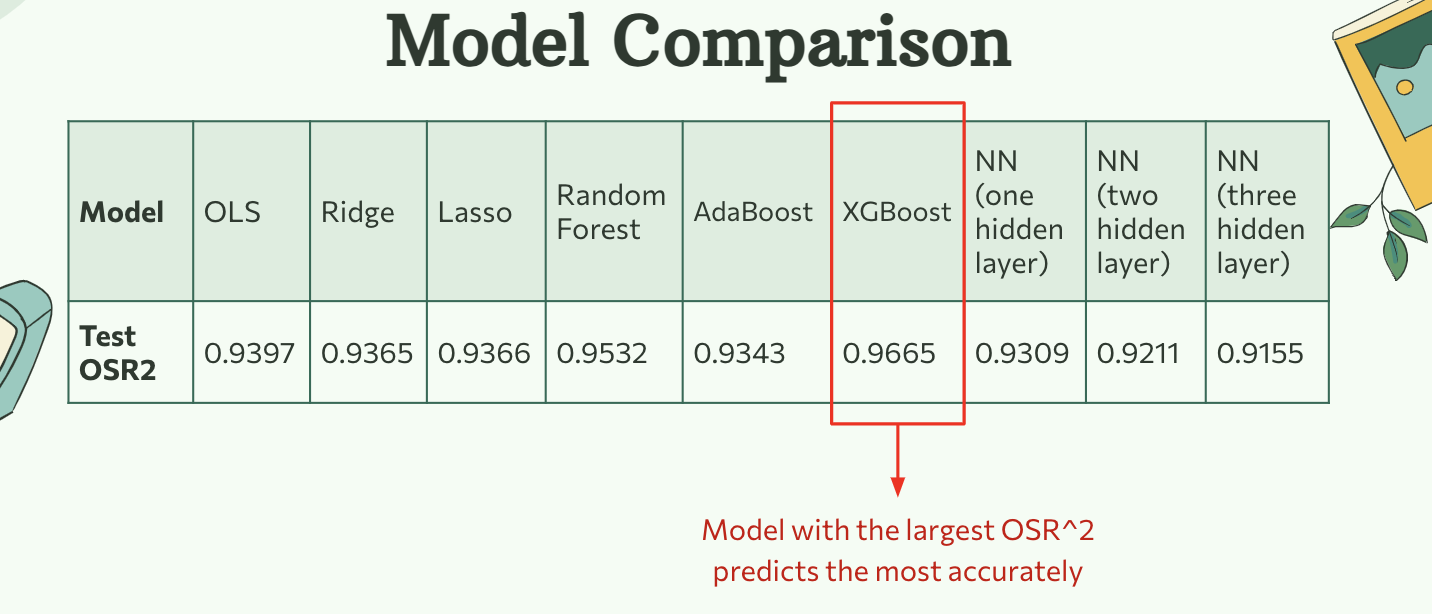 Model Comparison
Model OLS Ridge Lasso Random Forest AdaBoost XGBoost NN (one hidden layer) NN (two hidden layer) NN (three hidden layer)
Test OSR2 0.9397 0.9365 0.9366 0.9532 0.9343 0.9665 0.9309 0.9211 0.9155
Model with the largest OSR^2
predicts the most accurately